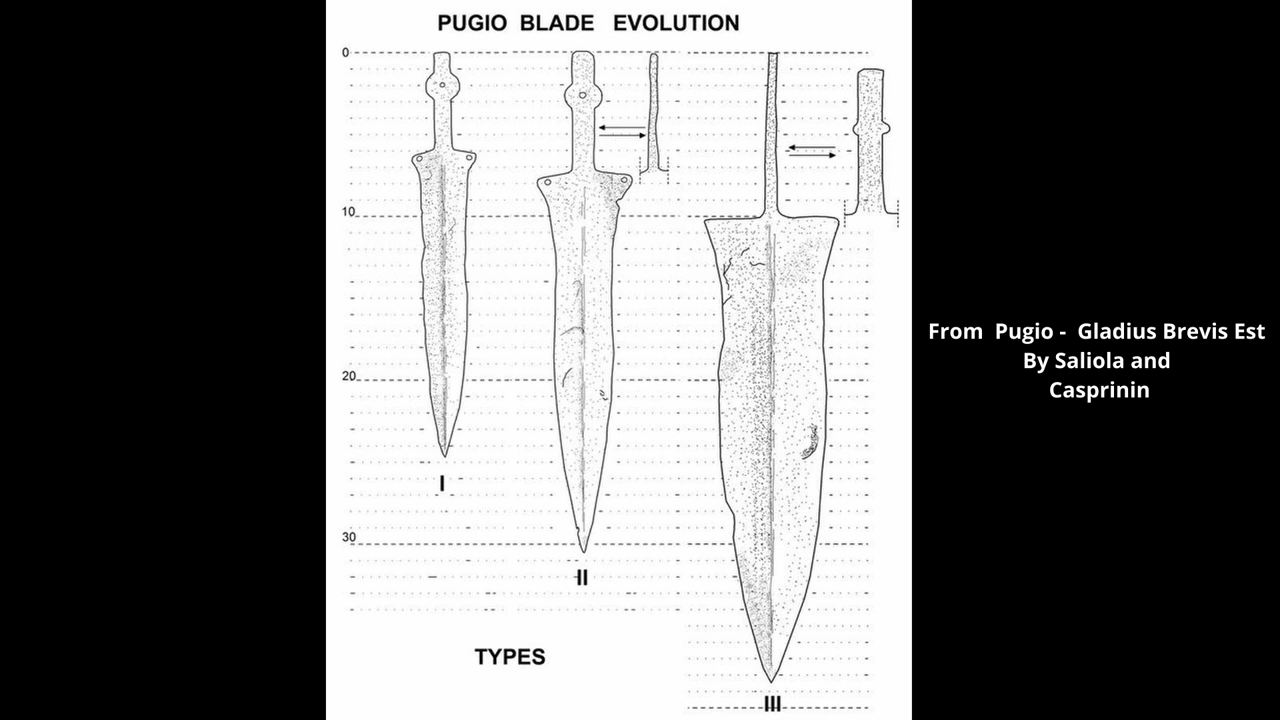 PUGIO BLADE EVOLUTION
0
10
20
30
I
II
III
TYPES
From Pugio - Gladius Brevis Est
By Saliola and
Casprinin